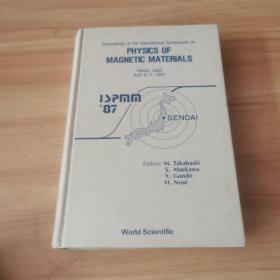 Proceedings of the International Symposium on
PHYSICS OF
MAGNETIC MATERIALS
Sendai, Japan
April 8-11, 1987
ISPMM
'87
SENDAI
Editors: M. Takahashi
S. Maekawa
Y. Gondō
H. Nosé
World Scientific